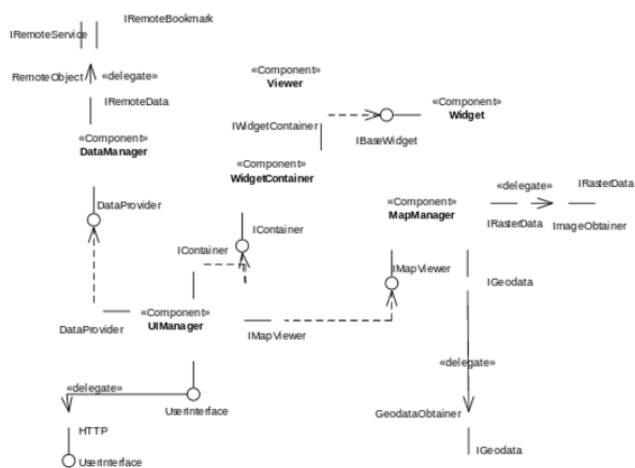 IRemoteBookmark
IRemoteService
RemoteObject
«delegate»
IRemoteData
«Component»
DataManager
«Component»
Viewer
IWidgetContainer
«Component»
WidgetContainer
IBaseWidget
«Component»
Widget
DataProvider
IContainer
IContainer
«Component»
MapManager
«delegate»
IRasterData
IRasterData
ImageObtainer
IMapViewer
IGeodata
DataProvider
«Component»
UIManager
IMapViewer
«delegate»
UserInterface
HTTP
UserInterface
«delegate»
GeodataObtainer
IGeodata